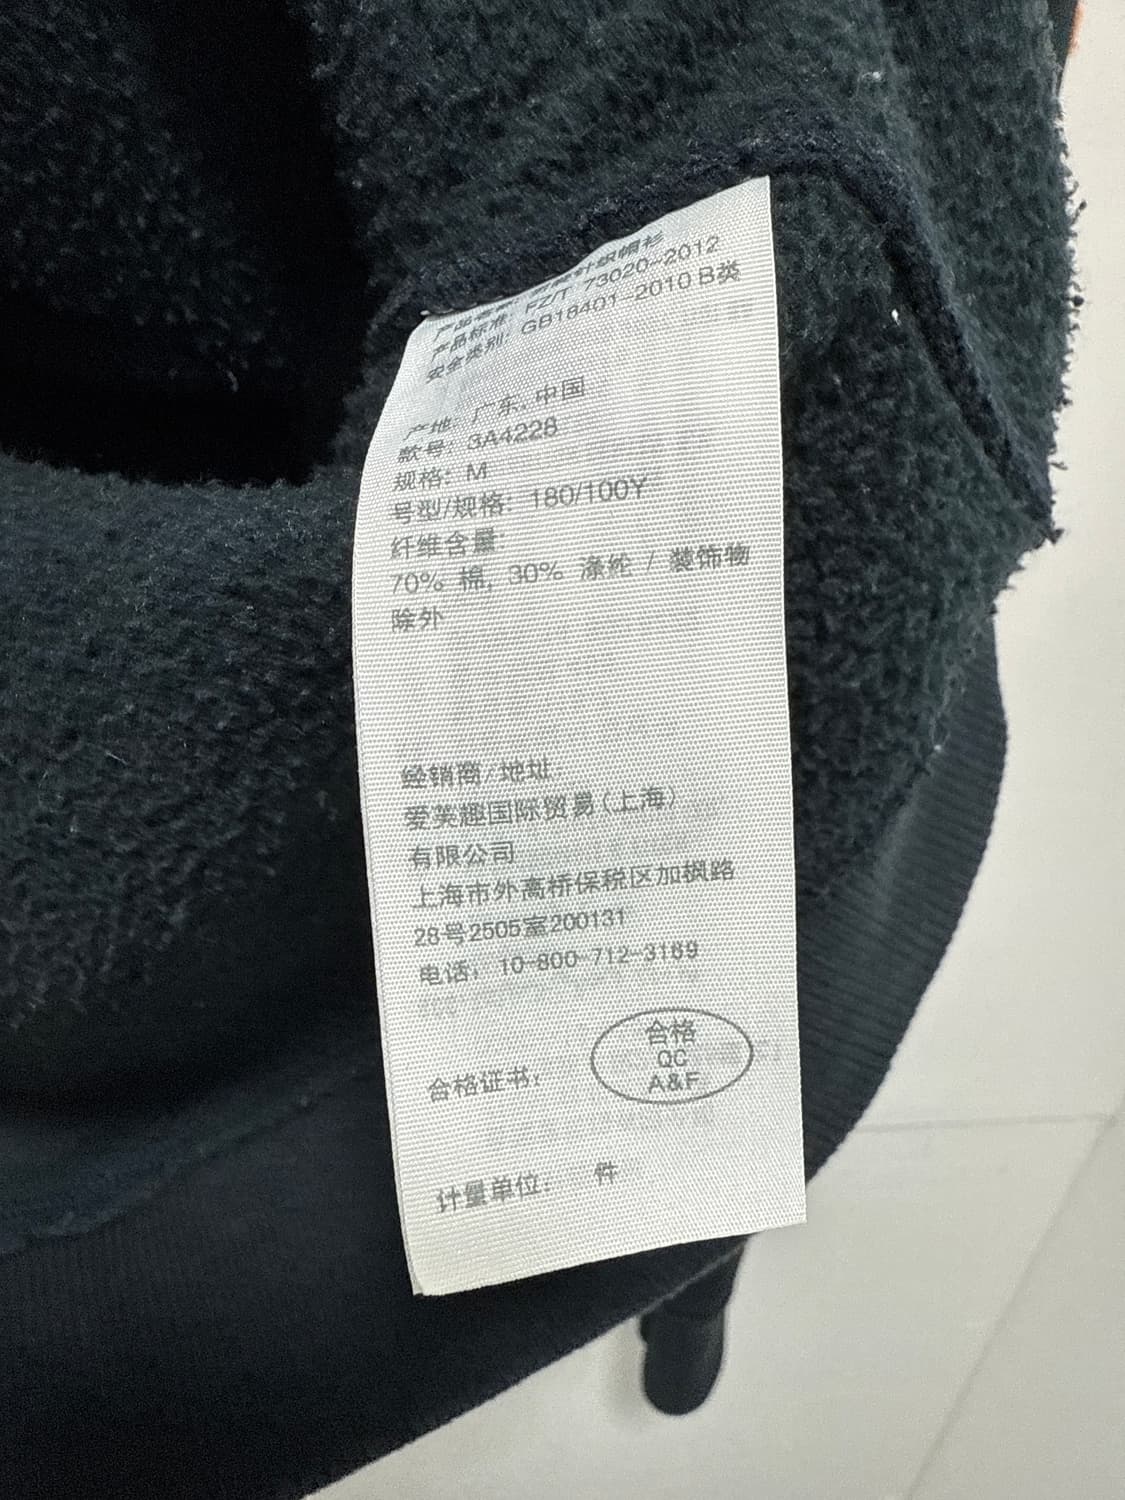 针织
产品标准: FZ/T 73020-2012
安全类别: GB18401-2010 B类
产地: 广东, 中国
款号: 3A4228
规格: M
号型/规格: 180/100Y
纤维含量
70% 棉, 30% 涤纶 / 装饰物
除外
经销商/地址
爱芙趣国际贸易(上海)
有限公司
上海市外高桥保税区加枫路
28号2505室200131
电话: 10-800-712-3169
合格证书:
合格
QC
A&F
计量单位: 件